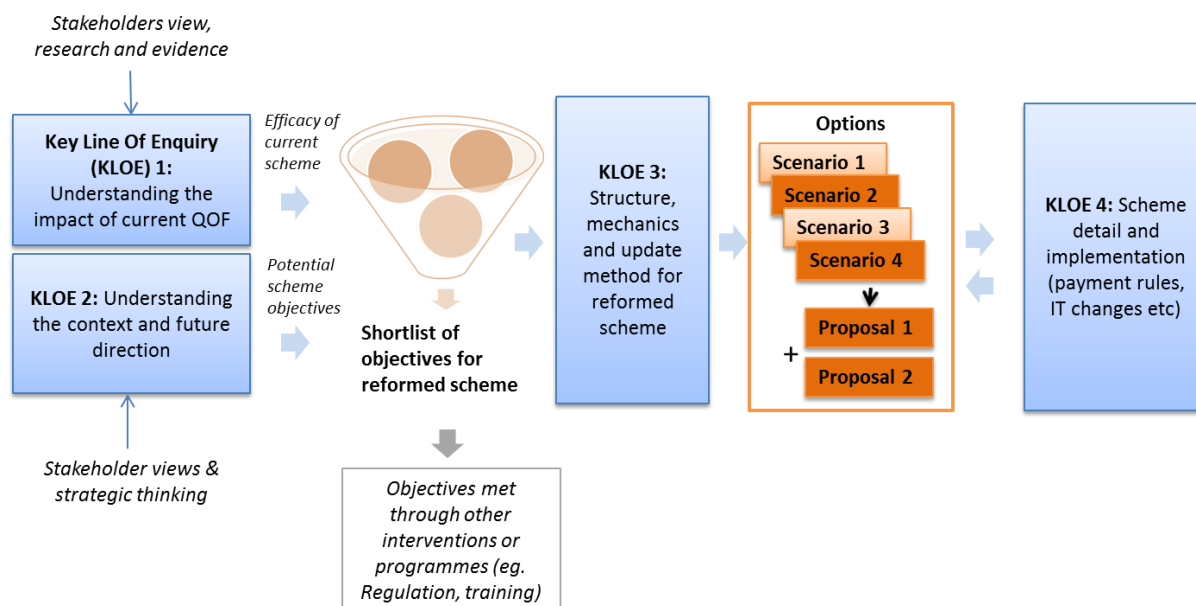 Stakeholders view,
research and evidence
Key Line Of Enquiry
(KLOE) 1:
Understanding the
impact of current QOF
KLOE 2: Understanding
the context and future
direction
Stakeholder views &
strategic thinking
Efficacy of
current
scheme
Potential
scheme
objectives
Shortlist of
objectives for
reformed scheme
Objectives met
through other
interventions or
programmes (eg.
Regulation, training)
KLOE 3:
Structure,
mechanics
and update
method for
reformed
scheme
Options
Scenario 1
Scenario 2
Scenario 3
Scenario 4
Proposal 1
+
Proposal 2
KLOE 4: Scheme
detail and
implementation
(payment rules,
IT changes etc)